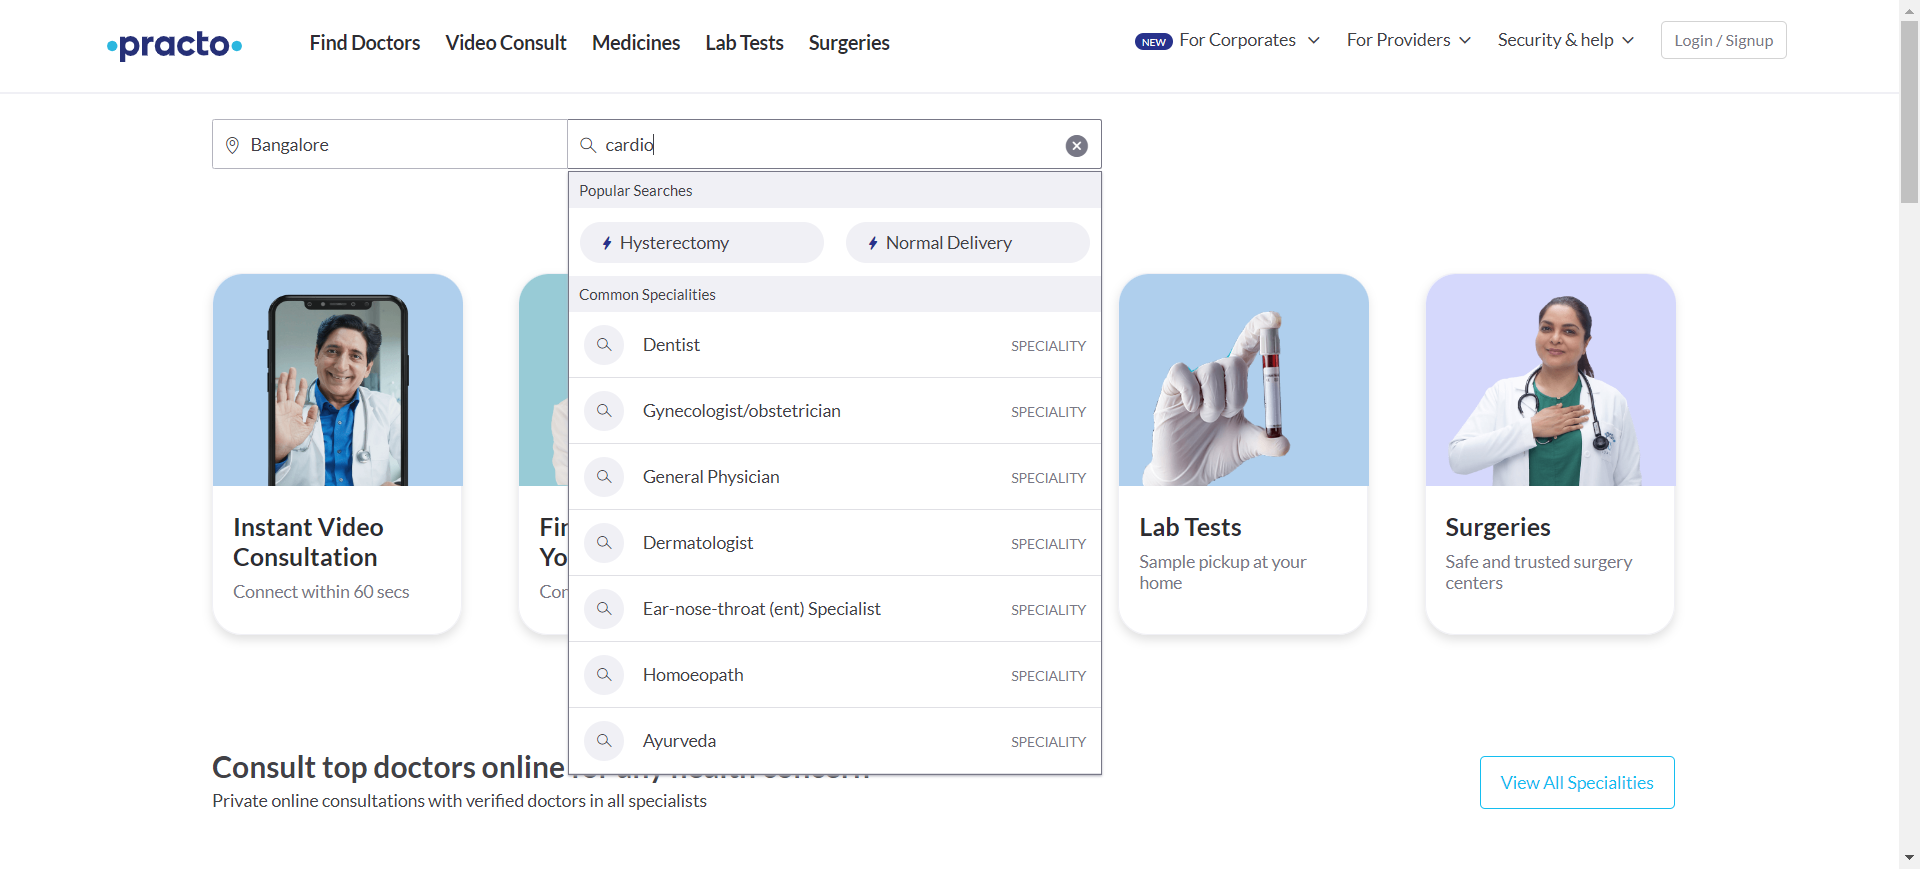 practo
Find Doctors Video Consult Medicines Lab Tests Surgeries
NEW For Corporates For Providers Security & help Login / Signup
Bangalore
cardio
Popular Searches
Hysterectomy Normal Delivery
Common Specialities
Dentist SPECIALITY
Gynecologist/obstetrician SPECIALITY
General Physician SPECIALITY
Dermatologist SPECIALITY
Ear-nose-throat (ent) Specialist SPECIALITY
Homoeopath SPECIALITY
Ayurveda SPECIALITY
Instant Video
Consultation
Connect within 60 secs
Lab Tests
Sample pickup at your
home
Surgeries
Safe and trusted surgery
centers
Consult top doctors online
Private online consultations with verified doctors in all specialists
View All Specialities